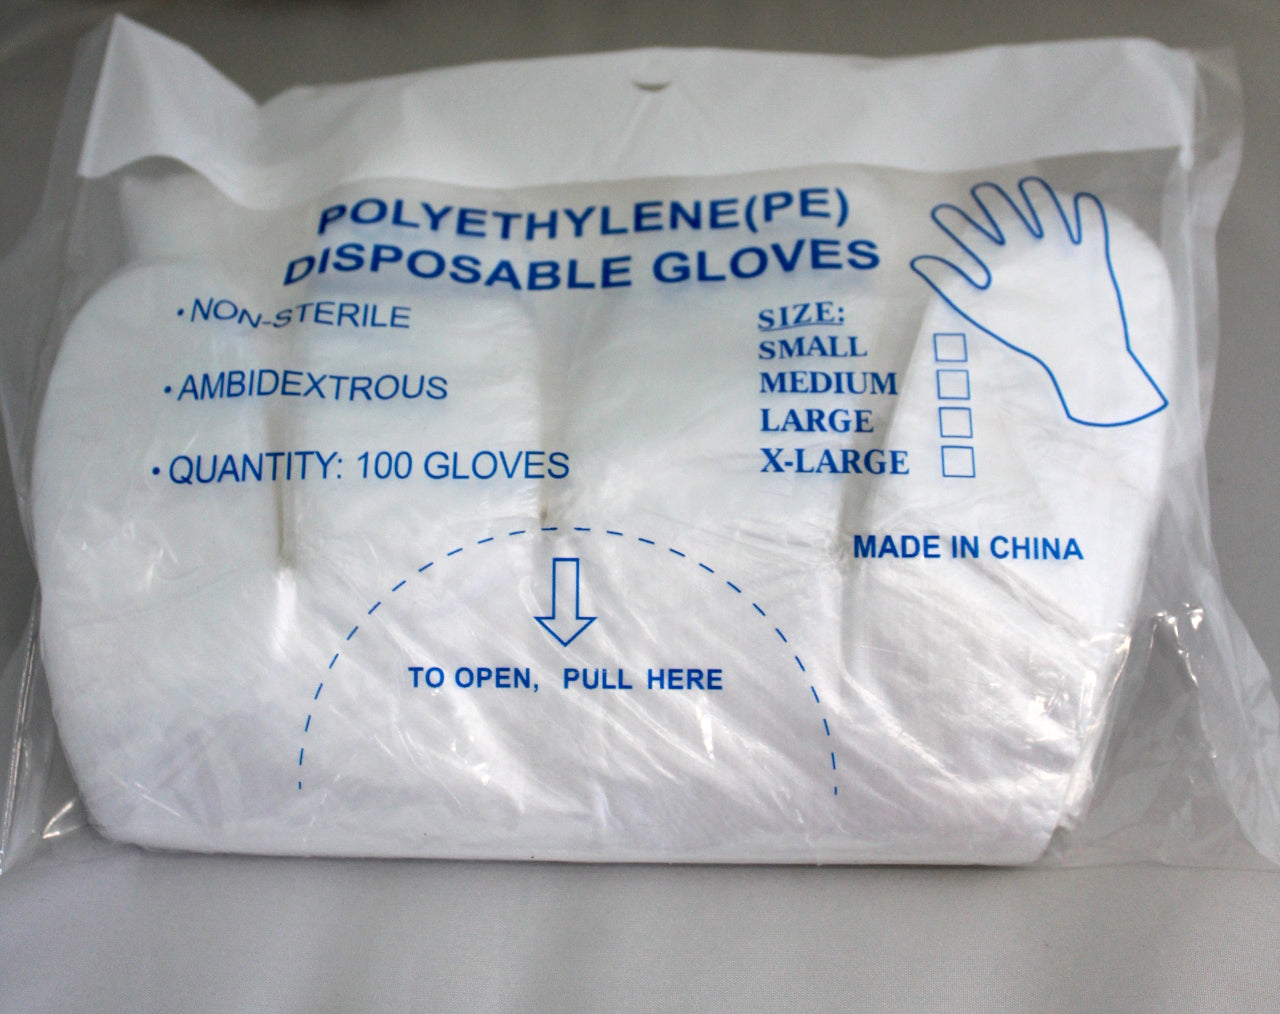 POLYETHYLENE(PE)
DISPOSABLE GLOVES
·NON-STERILE
·AMBIDEXTROUS
·QUANTITY: 100 GLOVES
SIZE:
SMALL
MEDIUM
LARGE
X-LARGE
MADE IN CHINA
TO OPEN, PULL HERE